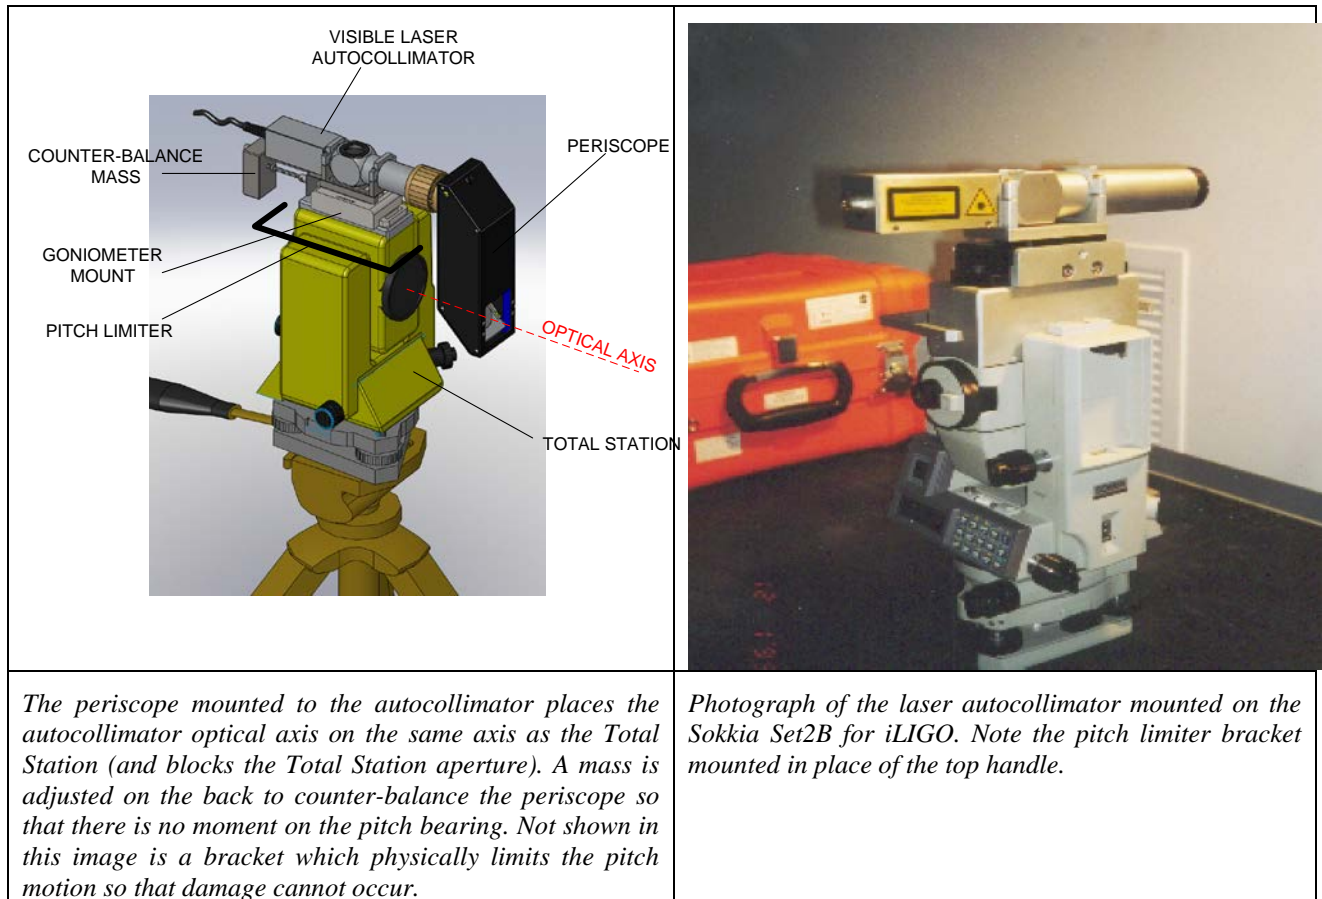 VISIBLE LASER
AUTOCOLLIMATOR
COUNTER-BALANCE
MASS
PERISCOPE
GONIOMETER
MOUNT
PITCH LIMITER
OPTICAL AXIS
TOTAL STATION
The periscope mounted to the autocollimator places the
autocollimator optical axis on the same axis as the Total
Station (and blocks the Total Station aperture). A mass is
adjusted on the back to counter-balance the periscope so
that there is no moment on the pitch bearing. Not shown in
this image is a bracket which physically limits the pitch
motion so that damage cannot occur.
Photograph of the laser autocollimator mounted on the
Sokkia Set2B for iLIGO. Note the pitch limiter bracket
mounted in place of the top handle.